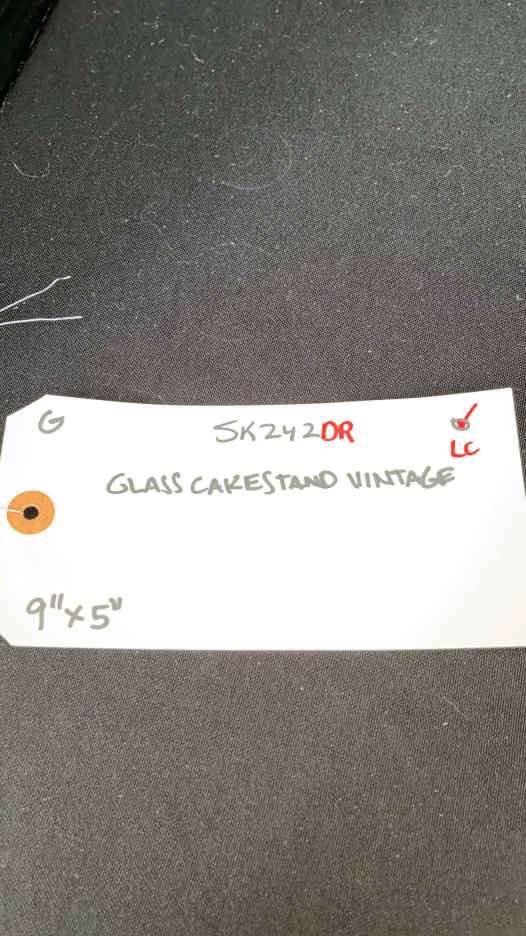 G
SK242DR
LC
GLASS CAKESTAND VINTAGE
9"x5"